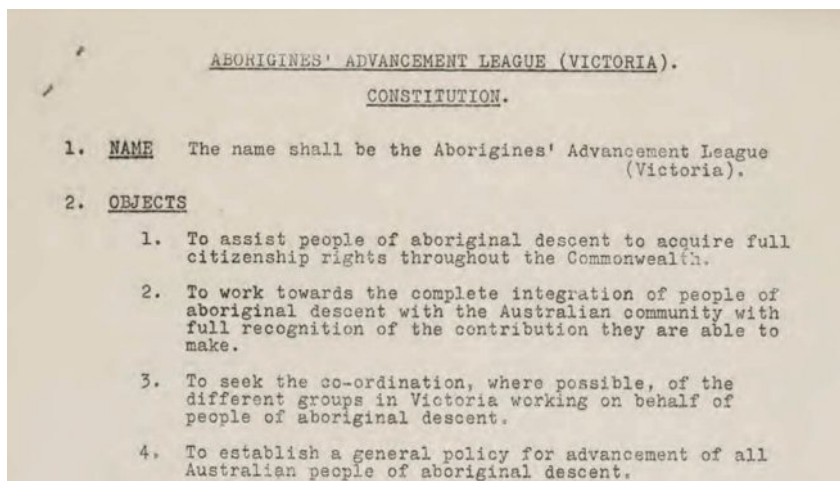 ABORIGINES' ADVANCEMENT LEAGUE (VICTORIA).
CONSTITUTION.
1. NAME The name shall be the Aborigines' Advancement League
(Victoria).
2. OBJECTS
1. To assist people of aboriginal descent to acquire full
citizenship rights throughout the Commonwealth.
2. To work towards the complete integration of people of
aboriginal descent with the Australian community with
full recognition of the contribution they are able to
make.
3. To seek the co-ordination, where possible, of the
different groups in Victoria working on behalf of
people of aboriginal descent.
4. To establish a general policy for advancement of all
Australian people of aboriginal descent.